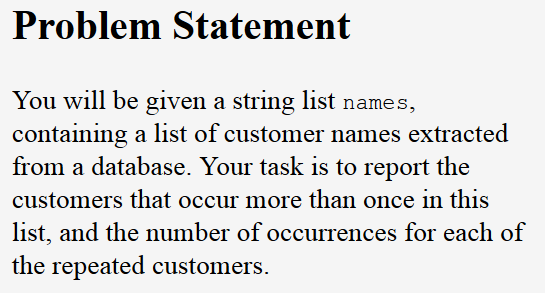 Problem Statement
You will be given a string list names,
containing a list of customer names extracted
from a database. Your task is to report the
customers that occur more than once in this
list, and the number of occurrences for each of
the repeated customers.